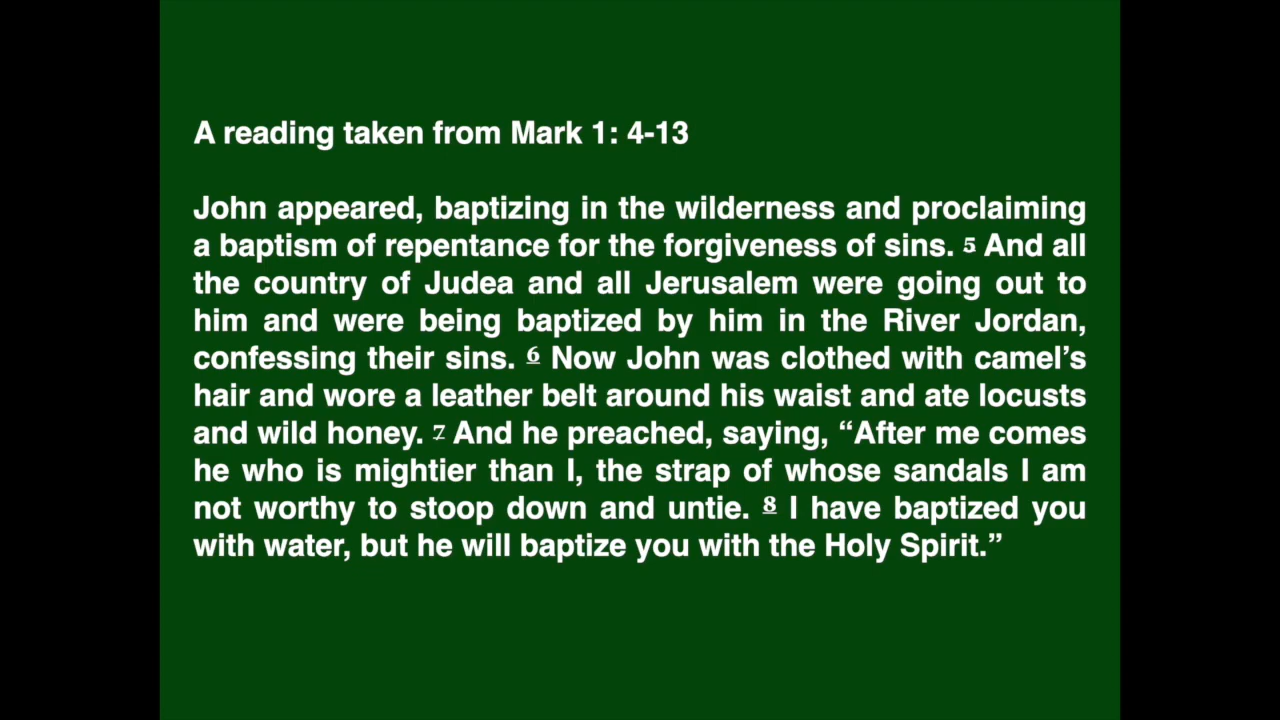 A reading taken from Mark 1: 4-13
John appeared, baptizing in the wilderness and proclaiming
a baptism of repentance for the forgiveness of sins. 5 And all
the country of Judea and all Jerusalem were going out to
him and were being baptized by him in the River Jordan,
confessing their sins. 6 Now John was clothed with camel’s
hair and wore a leather belt around his waist and ate locusts
and wild honey. 7 And he preached, saying, “After me comes
he who is mightier than I, the strap of whose sandals I am
not worthy to stoop down and untie. 8 I have baptized you
with water, but he will baptize you with the Holy Spirit.”